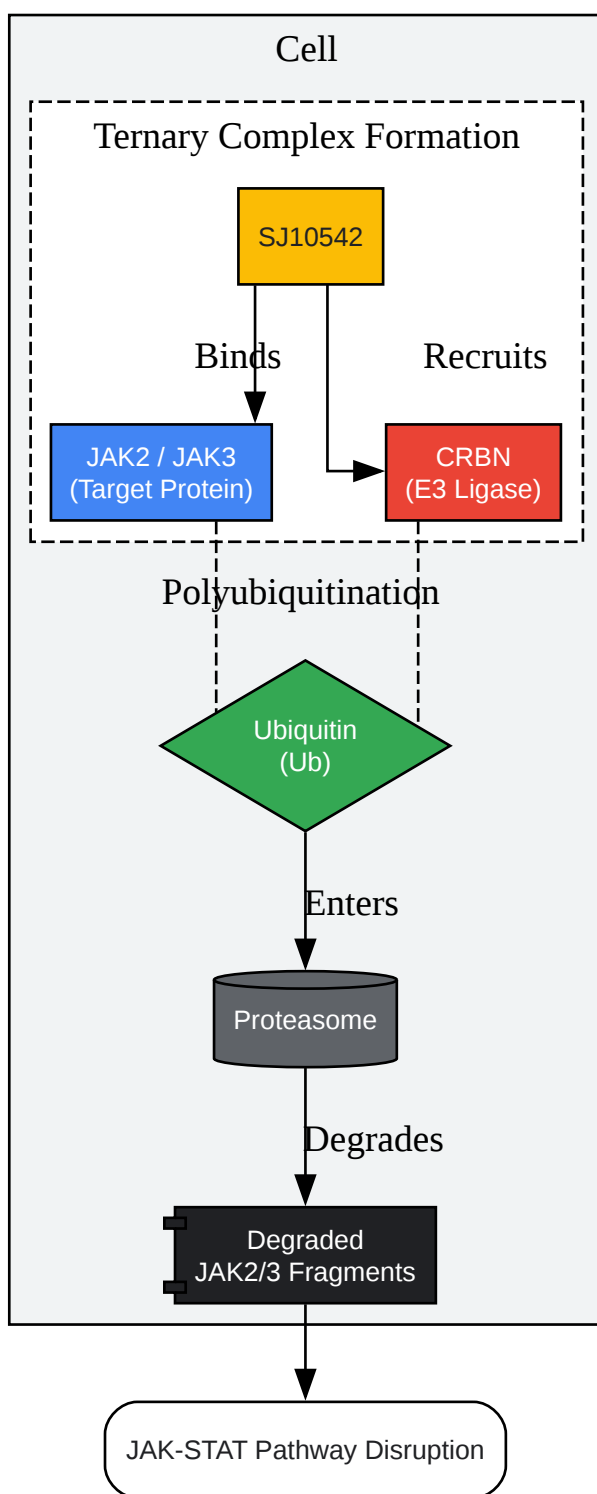 Cell
Ternary Complex Formation
SJ10542
Binds
Recruits
JAK2 / JAK3
(Target Protein)
CRBN
(E3 Ligase)
Polyubiquitination
Ubiquitin
(Ub)
Enters
Proteasome
Degrades
Degraded
JAK2/3 Fragments
JAK-STAT Pathway Disruption